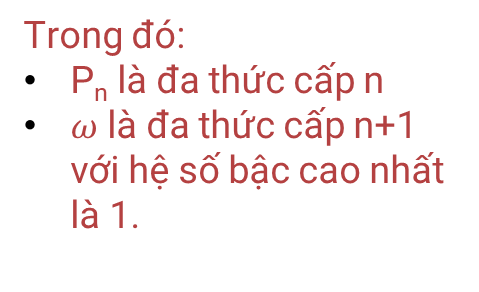 Trong đó:
• Pₙ là đa thức cấp n
• ω là đa thức cấp n+1
với hệ số bậc cao nhất
là 1.